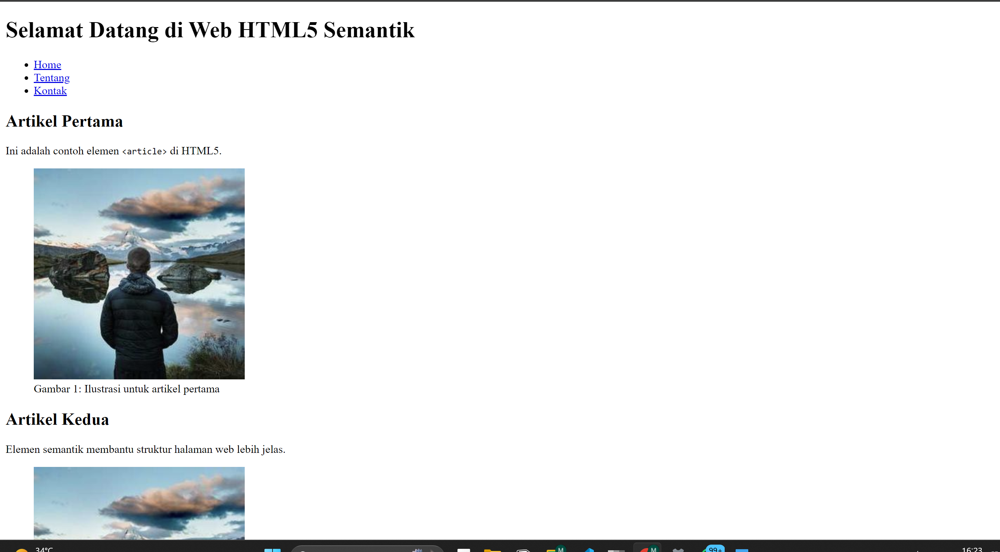 Selamat Datang di Web HTML5 Semantik
Home
Tentang
Kontak
Artikel Pertama
Ini adalah contoh elemen <article> di HTML5.
Gambar 1: Ilustrasi untuk artikel pertama
Artikel Kedua
Elemen semantik membantu struktur halaman web lebih jelas.
34°C
M
M
99+
16:23